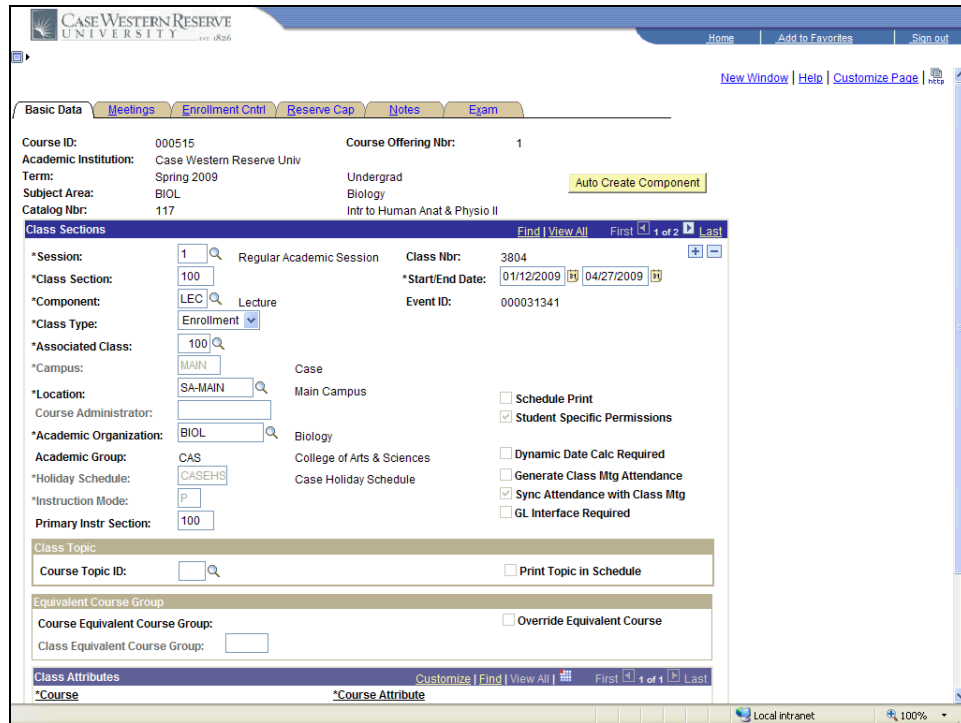 CASE WESTERN RESERVE
UNIVERSITY EST 1826
Home Add to Favorites Sign out
New Window | Help | Customize Page | http
Basic Data Meetings Enrollment Cntrl Reserve Cap Notes Exam
Course ID: 000515 Course Offering Nbr: 1
Academic Institution: Case Western Reserve Univ
Term: Spring 2009 Undergrad Auto Create Component
Subject Area: BIOL Biology
Catalog Nbr: 117 Intr to Human Anat & Physio II
Class Sections Find | View All First 1 of 2 Last
*Session: 1 Regular Academic Session Class Nbr: 3804
*Class Section: 100 *Start/End Date: 01/12/2009 04/27/2009
*Component: LEC Lecture Event ID: 000031341
*Class Type: Enrollment
*Associated Class: 100
*Campus: MAIN Case
*Location: SA-MAIN Main Campus Schedule Print
Course Administrator: Student Specific Permissions
*Academic Organization: BIOL Biology
Academic Group: CAS College of Arts & Sciences Dynamic Date Calc Required
*Holiday Schedule: CASEHS Case Holiday Schedule Generate Class Mtg Attendance
*Instruction Mode: P Sync Attendance with Class Mtg
Primary Instr Section: 100 GL Interface Required
Class Topic
Course Topic ID: Print Topic in Schedule
Equivalent Course Group
Course Equivalent Course Group: Override Equivalent Course
Class Equivalent Course Group:
Class Attributes Customize | Find | View All | First 1 of 1 Last
*Course *Course Attribute
Local intranet 100%